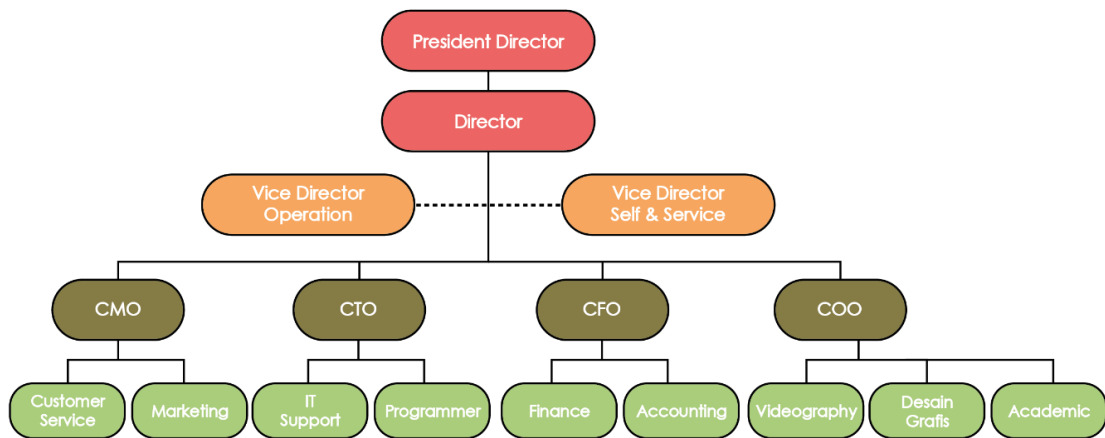 President Director
Director
Vice Director
Operation
Vice Director
Self & Service
CMO
CTO
CFO
COO
Customer
Service
Marketing
IT
Support
Programmer
Finance
Accounting
Videography
Desain
Grafis
Academic